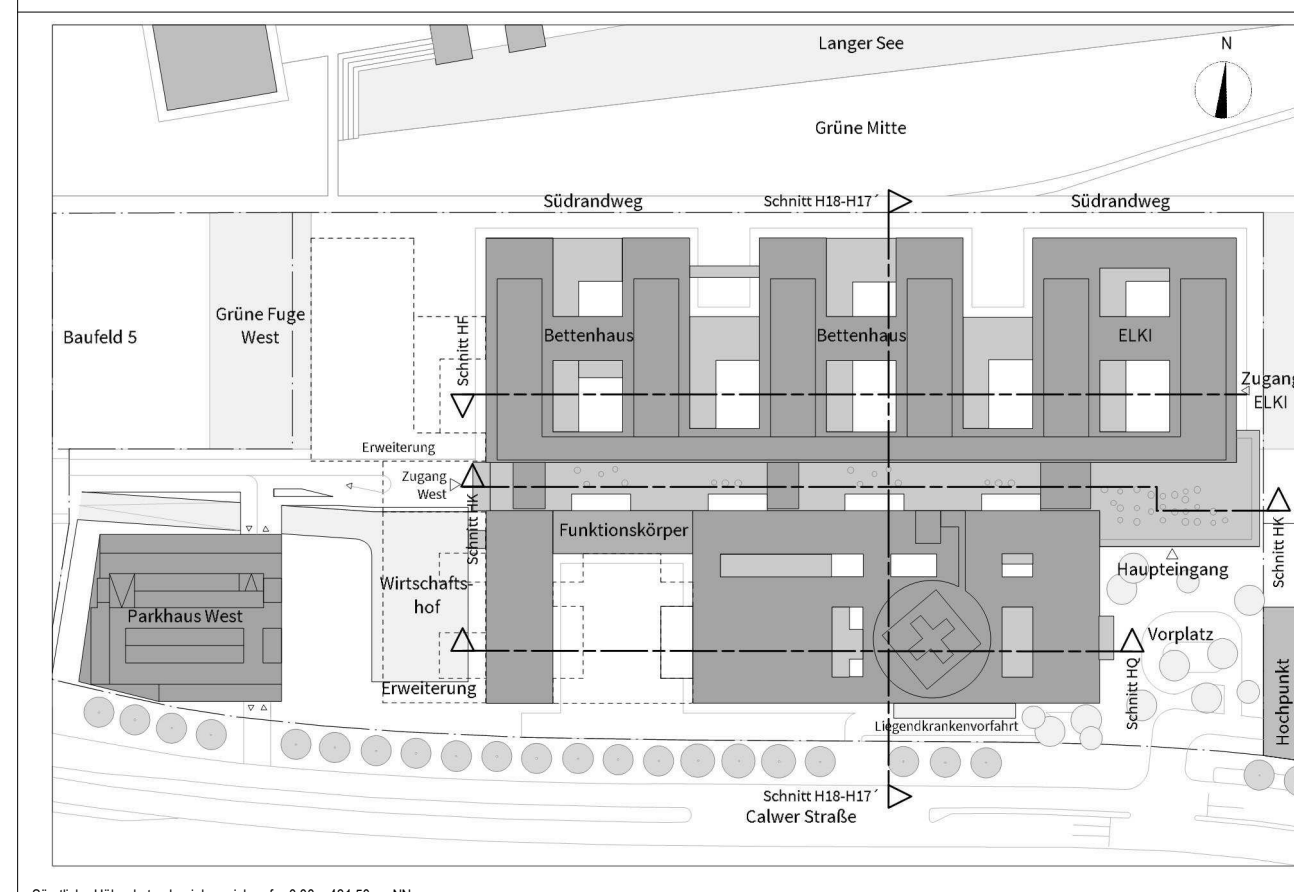 Langer See
N
Grüne Mitte
Südrandweg
Schnitt H18-H17´
Südrandweg
Grüne Fuge
West
Baufeld 5
Schnitt HF
Bettenhaus
Bettenhaus
ELKI
Zugang
ELKI
Erweiterung
Zugang
West
Schnitt HK
Funktionskörper
Schnitt HK
Haupteingang
Wirtschafts-
hof
Parkhaus West
Vorplatz
Erweiterung
Schnitt HQ
Hochpunkt
Liegendkrankenvorfahrt
Schnitt H18-H17´
Calwer Straße